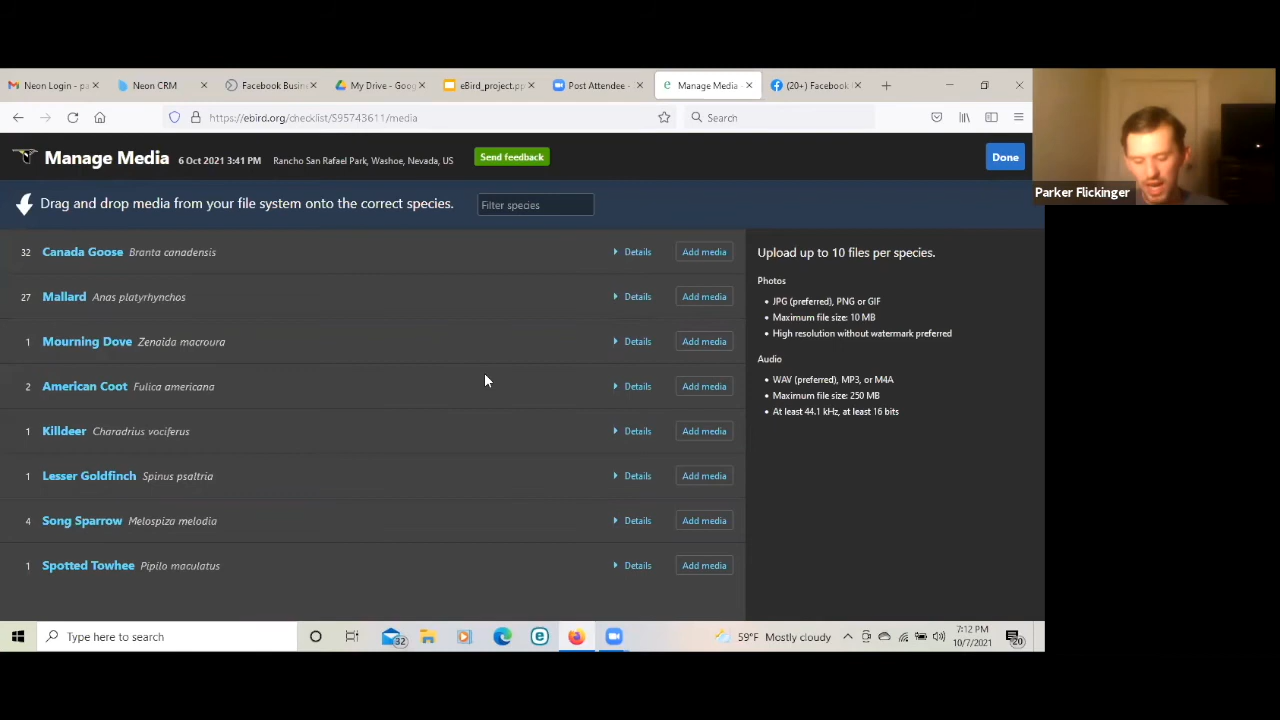 Neon Login - pa
Neon CRM
Facebook Busine
My Drive - Goog
eBird_project.pp
Post Attendee -
Manage Media
(20+) Facebook
https://ebird.org/checklist/S95743611/media
Search
Manage Media
6 Oct 2021 3:41 PM
Rancho San Rafael Park, Washoe, Nevada, US
Send feedback
Done
Parker Flickinger
Drag and drop media from your file system onto the correct species.
Filter species
32 Canada Goose Branta canadensis Details Add media
27 Mallard Anas platyrhynchos Details Add media
1 Mourning Dove Zenaida macroura Details Add media
2 American Coot Fulica americana Details Add media
1 Killdeer Charadrius vociferus Details Add media
1 Lesser Goldfinch Spinus psaltria Details Add media
4 Song Sparrow Melospiza melodia Details Add media
1 Spotted Towhee Pipilo maculatus Details Add media
Upload up to 10 files per species.
Photos
• JPG (preferred), PNG or GIF
• Maximum file size: 10 MB
• High resolution without watermark preferred
Audio
• WAV (preferred), MP3, or M4A
• Maximum file size: 250 MB
• At least 44.1 kHz, at least 16 bits
Type here to search
32
59°F Mostly cloudy
7:12 PM
10/7/2021
20